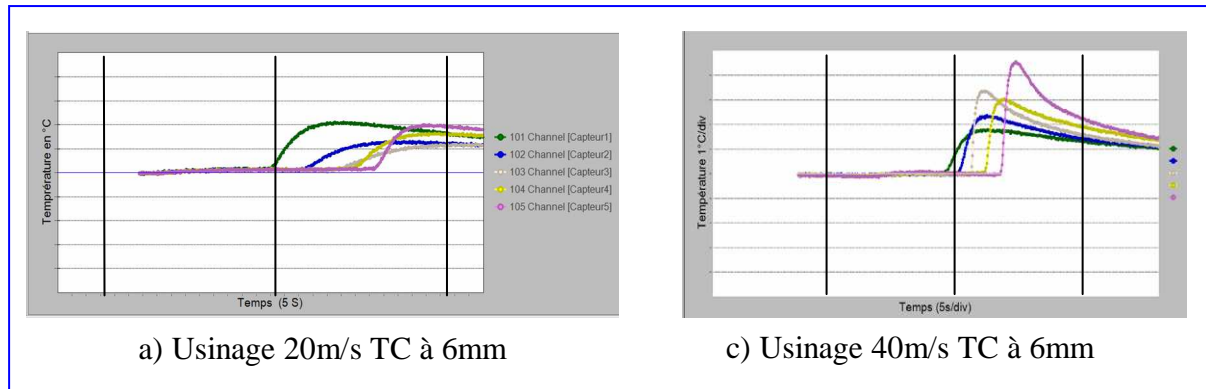 Température en °C
101 Channel [Capteur1]
102 Channel [Capteur2]
103 Channel [Capteur3]
104 Channel [Capteur4]
105 Channel [Capteur5]
Temps (5 S)
a) Usinage 20m/s TC à 6mm
Température 1°C/div
Temps (5s/div)
c) Usinage 40m/s TC à 6mm